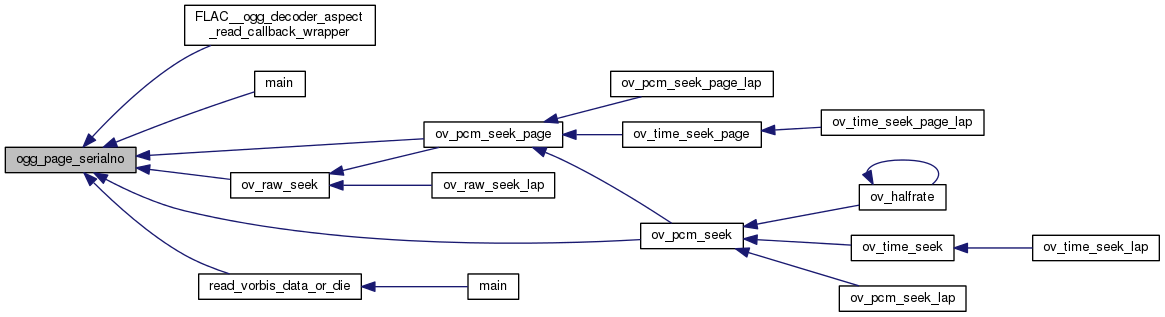 FLAC__ogg_decoder_aspect
_read_callback_wrapper
main
ov_pcm_seek_page_lap
ov_pcm_seek_page
ov_time_seek_page
ov_time_seek_page_lap
ogg_page_serialno
ov_raw_seek
ov_raw_seek_lap
ov_halfrate
ov_pcm_seek
ov_time_seek
ov_time_seek_lap
read_vorbis_data_or_die
main
ov_pcm_seek_lap